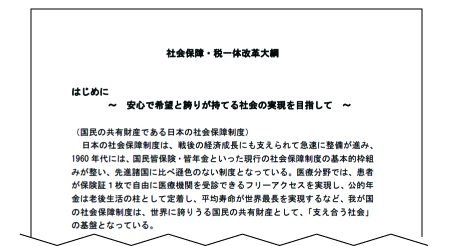 社会保障・税一体改革大綱
はじめに
～　安心で希望と誇りが持てる社会の実現を目指して　～
（国民の共有財産である日本の社会保障制度）
日本の社会保障制度は、戦後の経済成長にも支えられて急速に整備が進み、
1960 年代には、国民皆保険・皆年金といった現行の社会保障制度の基本的枠組
みが整い、先進諸国に比べ遜色のない制度となっている。医療分野では、患者
が保険証１枚で自由に医療機関を受診できるフリーアクセスを実現し、公的年
金は老後生活の柱として定着し、平均寿命が世界最長を実現するなど、我が国
の社会保障制度は、世界に誇りうる国民の共有財産として、「支え合う社会」
の基盤となっている。